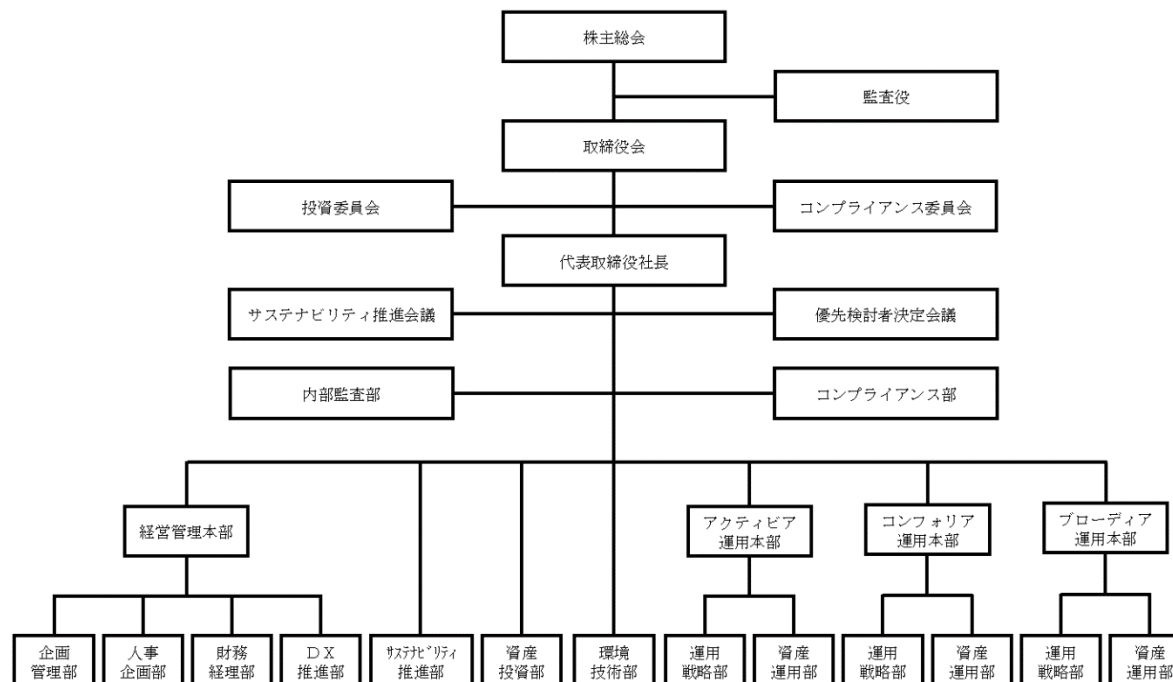 株主総会
監査役
取締役会
投資委員会
コンプライアンス委員会
代表取締役社長
サステナビリティ推進会議
優先検討者決定会議
内部監査部
コンプライアンス部
経営管理本部
アクティビア
運用本部
コンフォリア
運用本部
ブローディア
運用本部
企画
管理部
人事
企画部
財務
経理部
ＤＸ
推進部
ｻｽﾃﾅﾋﾞﾘﾃｨ
推進部
資産
投資部
環境
技術部
運用
戦略部
資産
運用部
運用
戦略部
資産
運用部
運用
戦略部
資産
運用部